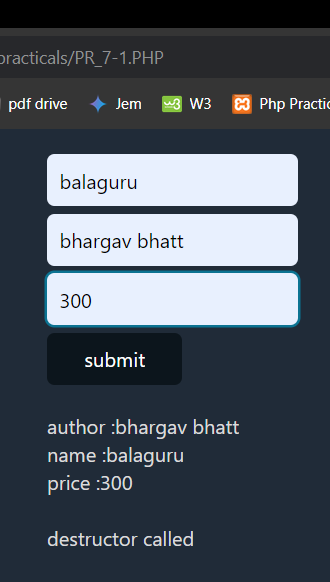 practicals/PR_7-1.PHP
pdf drive Jem W3 Php Practic
balaguru
bhargav bhatt
300
submit
author :bhargav bhatt
name :balaguru
price :300
destructor called